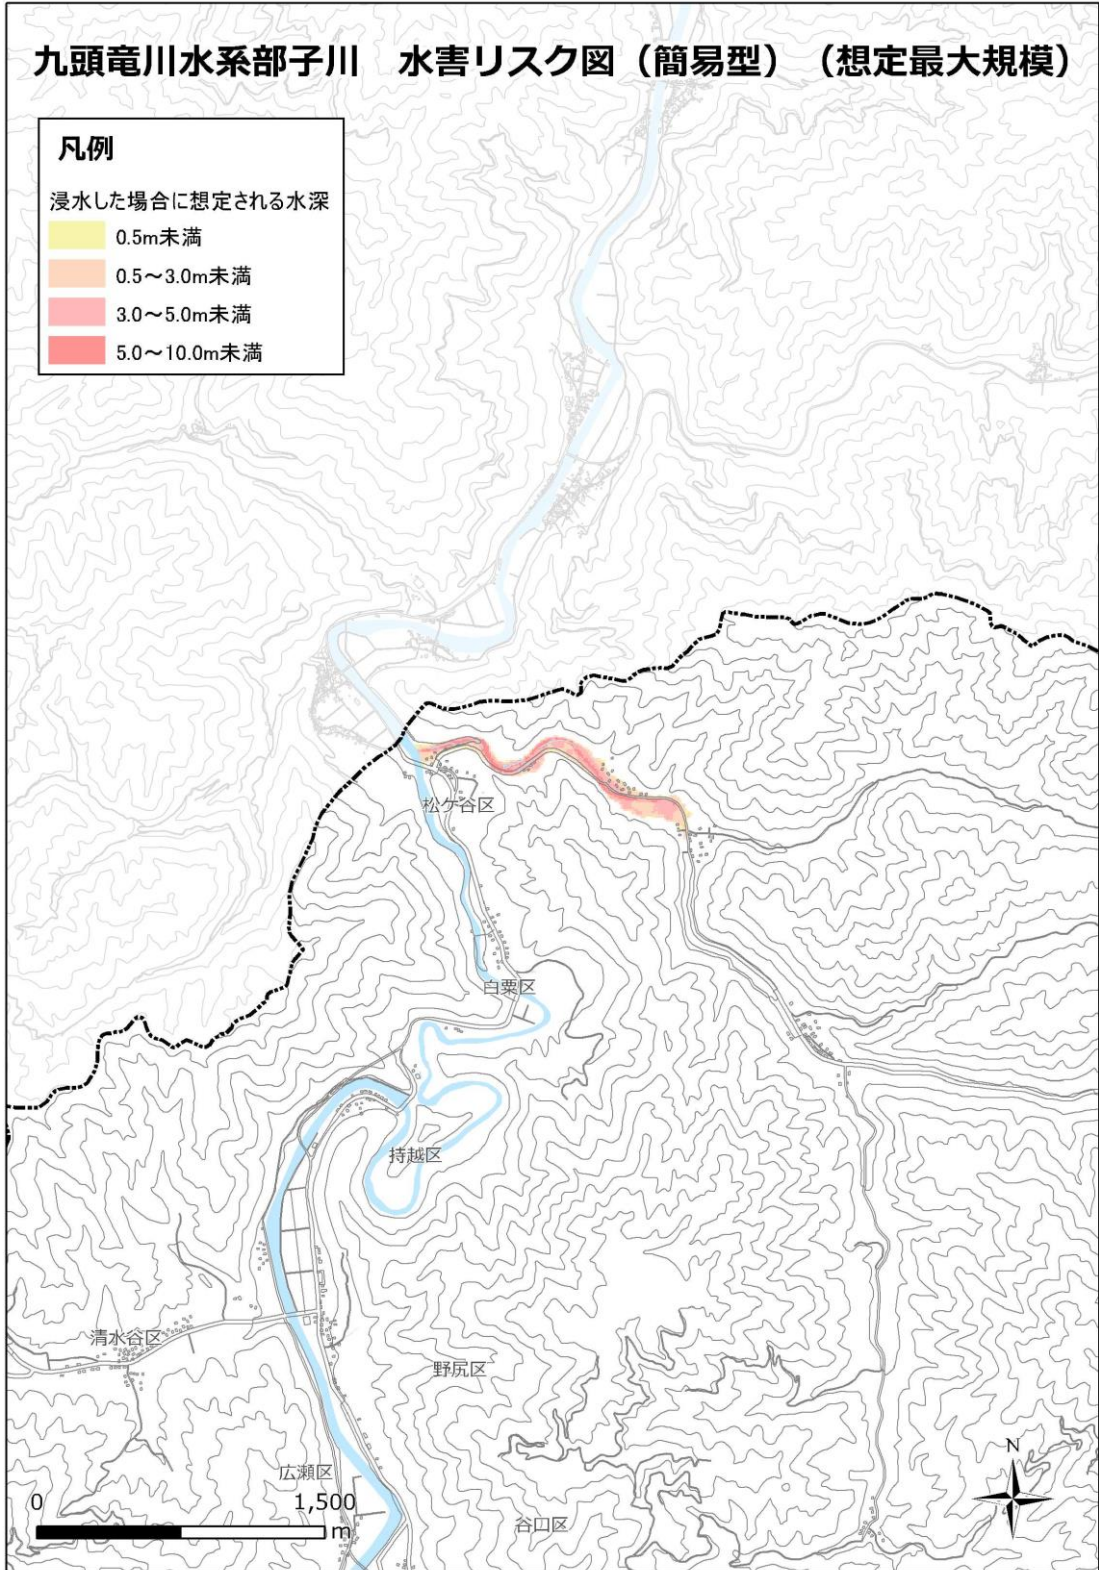 九頭竜川水系部子川　水害リスク図（簡易型）（想定最大規模）
凡例
浸水した場合に想定される水深
0.5m未満
0.5～3.0m未満
3.0～5.0m未満
5.0～10.0m未満
松ケ谷区
白粟区
持越区
清水谷区
野尻区
広瀬区
谷口区
N
0 1,500
m